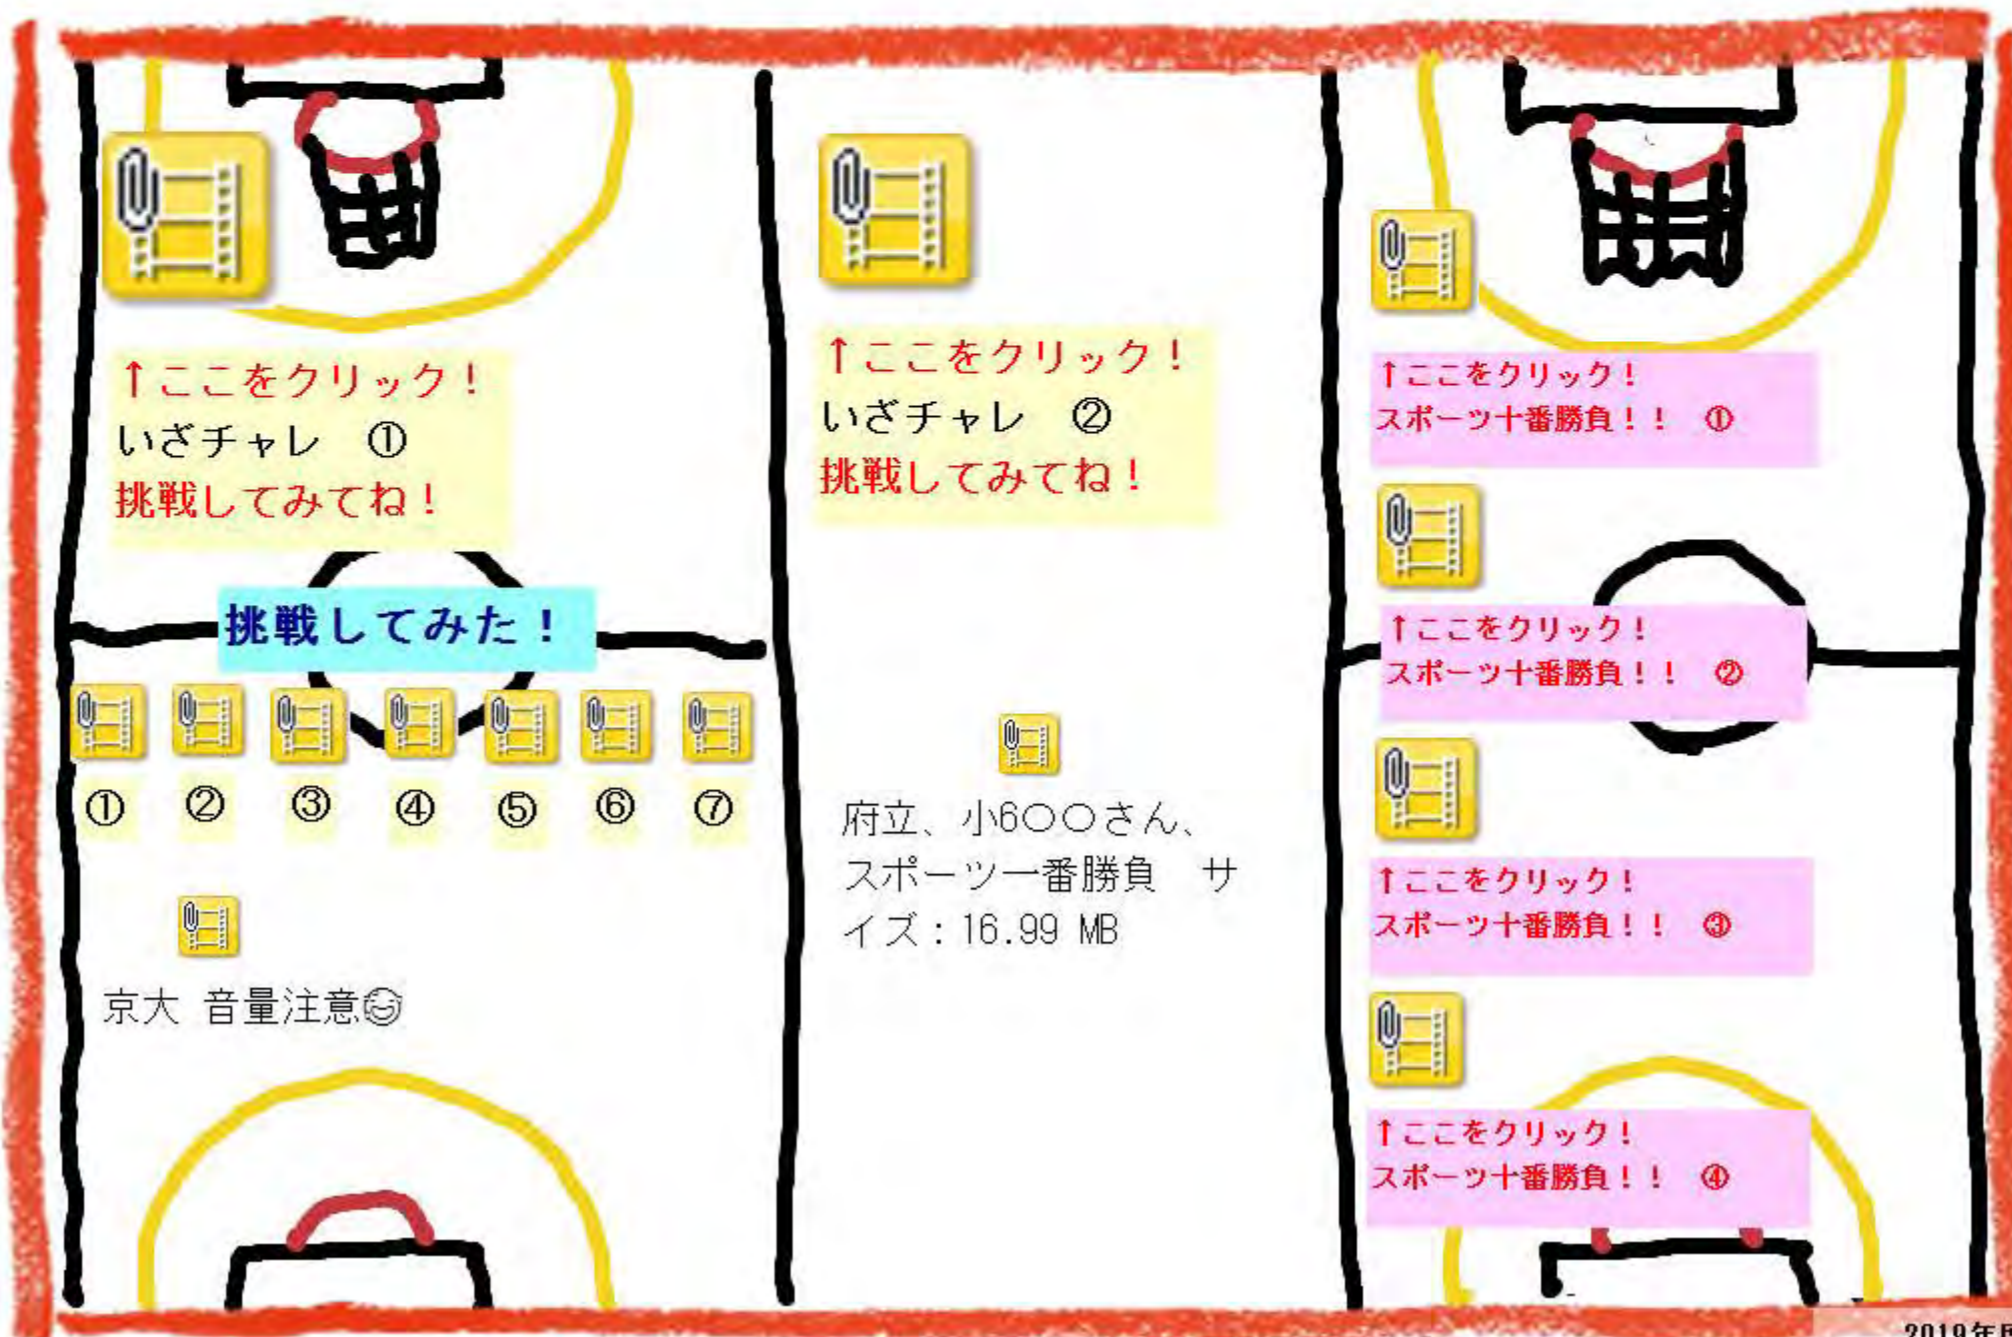 ↑ここをクリック！
いざチャレ　①
挑戦してみてね！
挑戦してみた！
①
②
③
④
⑤
⑥
⑦
京大 音量注意😅
↑ここをクリック！
いざチャレ　②
挑戦してみてね！
府立、小6〇〇さん、
スポーツ一番勝負　サ
イズ：16.99 MB
↑ここをクリック！
スポーツ十番勝負！！　①
↑ここをクリック！
スポーツ十番勝負！！　②
↑ここをクリック！
スポーツ十番勝負！！　③
↑ここをクリック！
スポーツ十番勝負！！　④